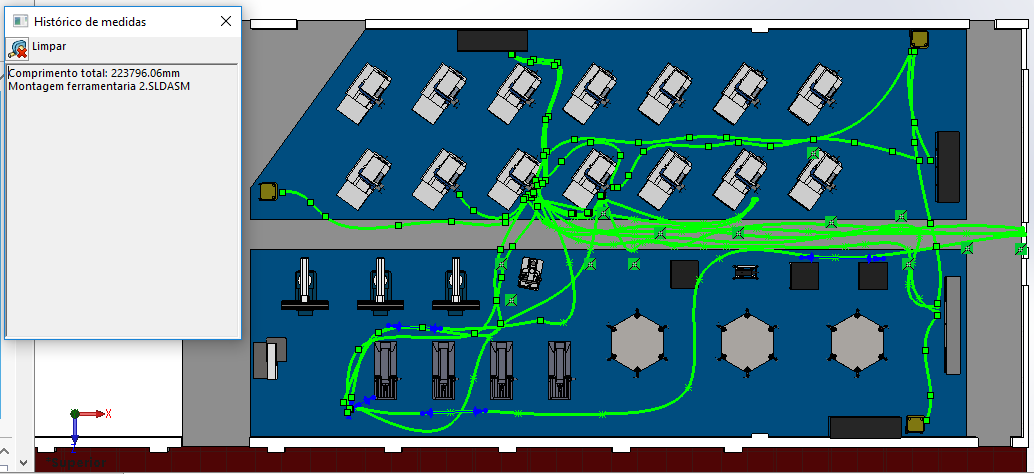 Histórico de medidas
Limpar
Comprimento total: 223796.06mm
Montagem ferramentaria 2.SLDASM
X